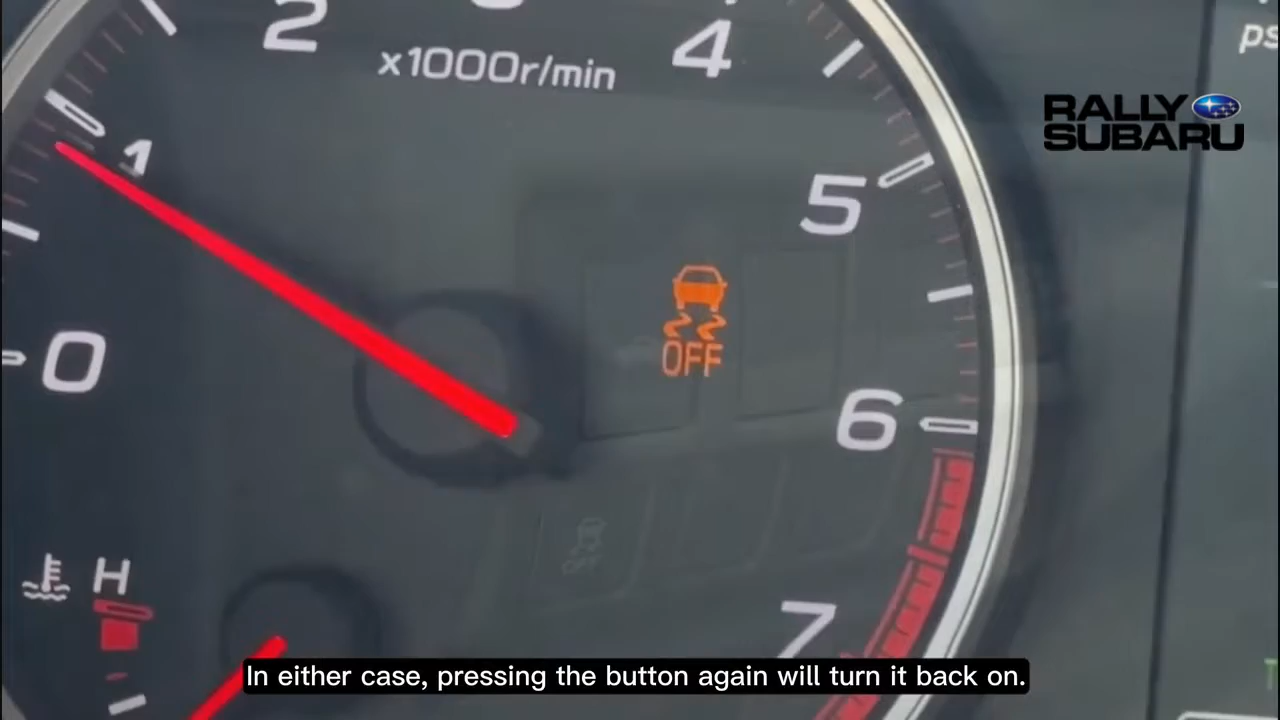 2
4
x1000r/min
ps
RALLY
SUBARU
1
5
OFF
0
6
H
7
In either case, pressing the button again will turn it back on.